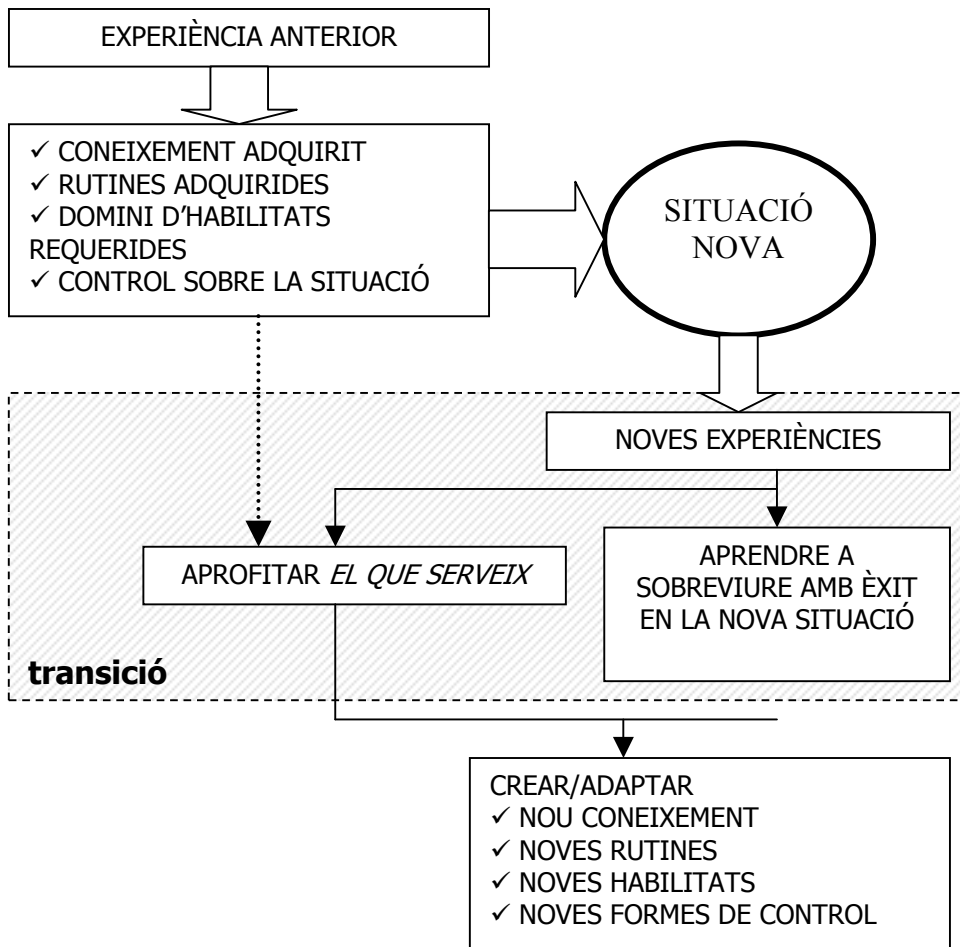 EXPERIÈNCIA ANTERIOR
✓ CONEIXEMENT ADQUIRIT
✓ RUTINES ADQUIRIDES
✓ DOMINI D’HABILITATS
REQUERIDES
✓ CONTROL SOBRE LA SITUACIÓ
SITUACIÓ
NOVA
NOVES EXPERIÈNCIES
APROFITAR EL QUE SERVEIX
APRENDRE A
SOBREVIURE AMB ÈXIT
EN LA NOVA SITUACIÓ
transició
CREAR/ADAPTAR
✓ NOU CONEIXEMENT
✓ NOVES RUTINES
✓ NOVES HABILITATS
✓ NOVES FORMES DE CONTROL